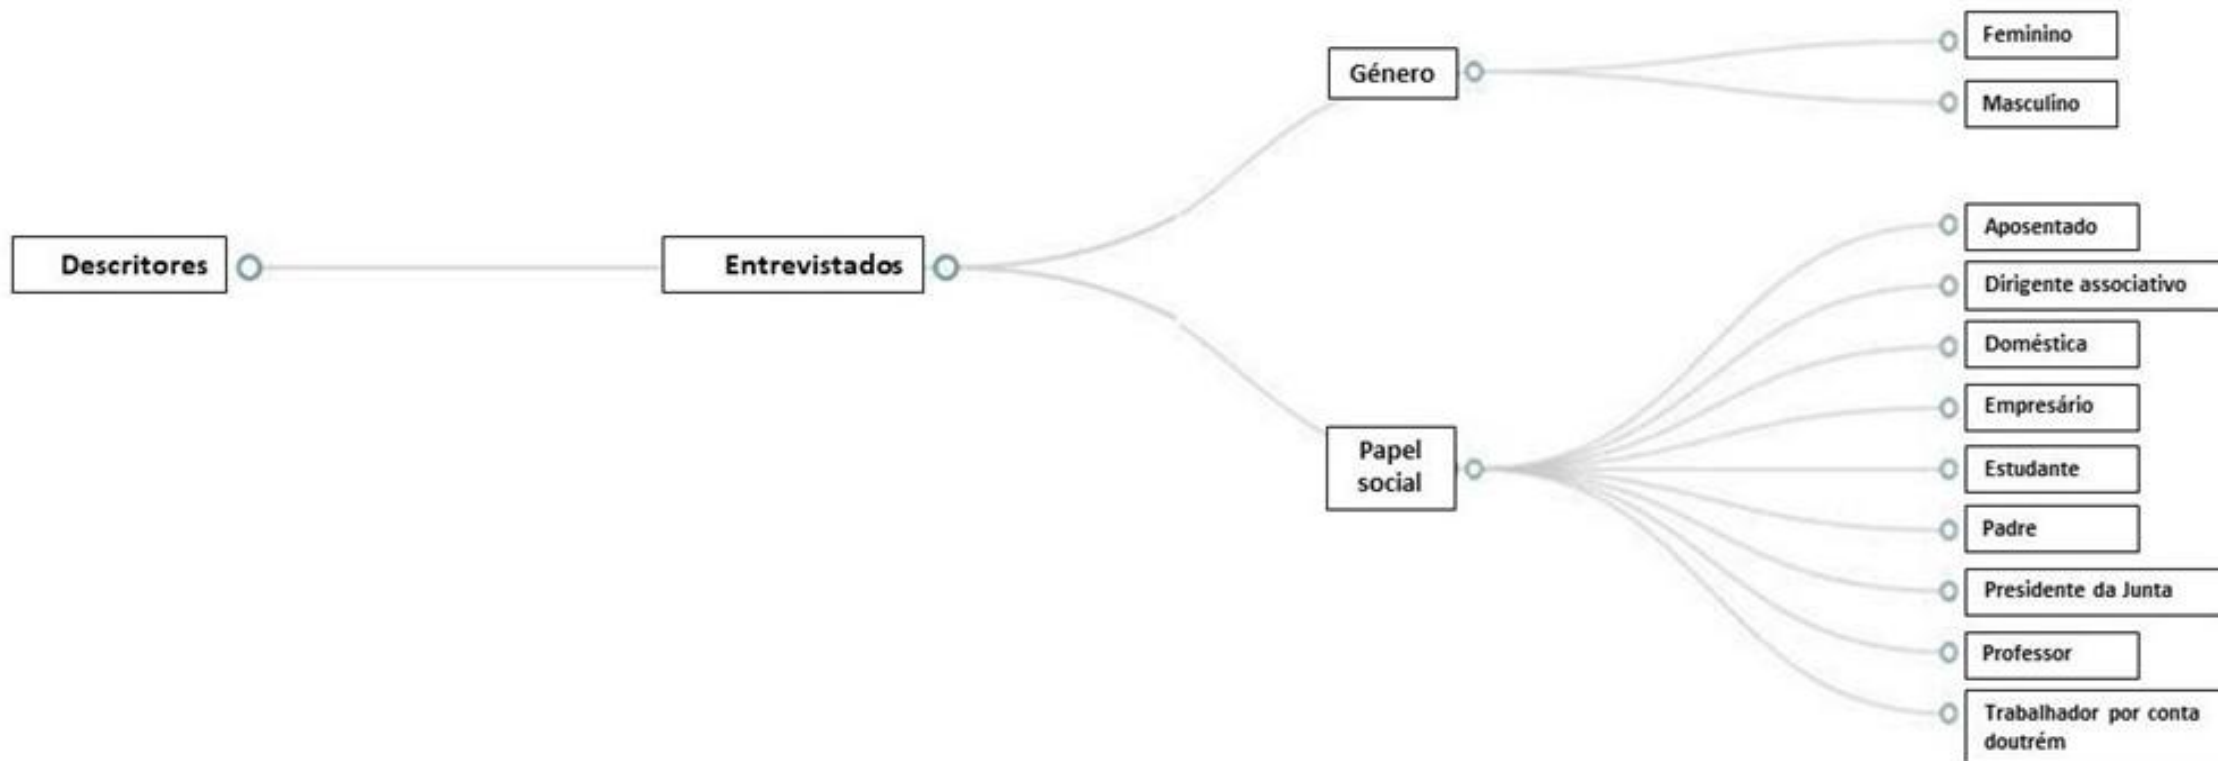 Descritores
Entrevistados
Género
Feminino
Masculino
Papel
social
Aposentado
Dirigente associativo
Doméstica
Empresário
Estudante
Padre
Presidente da Junta
Professor
Trabalhador por conta
doutrém